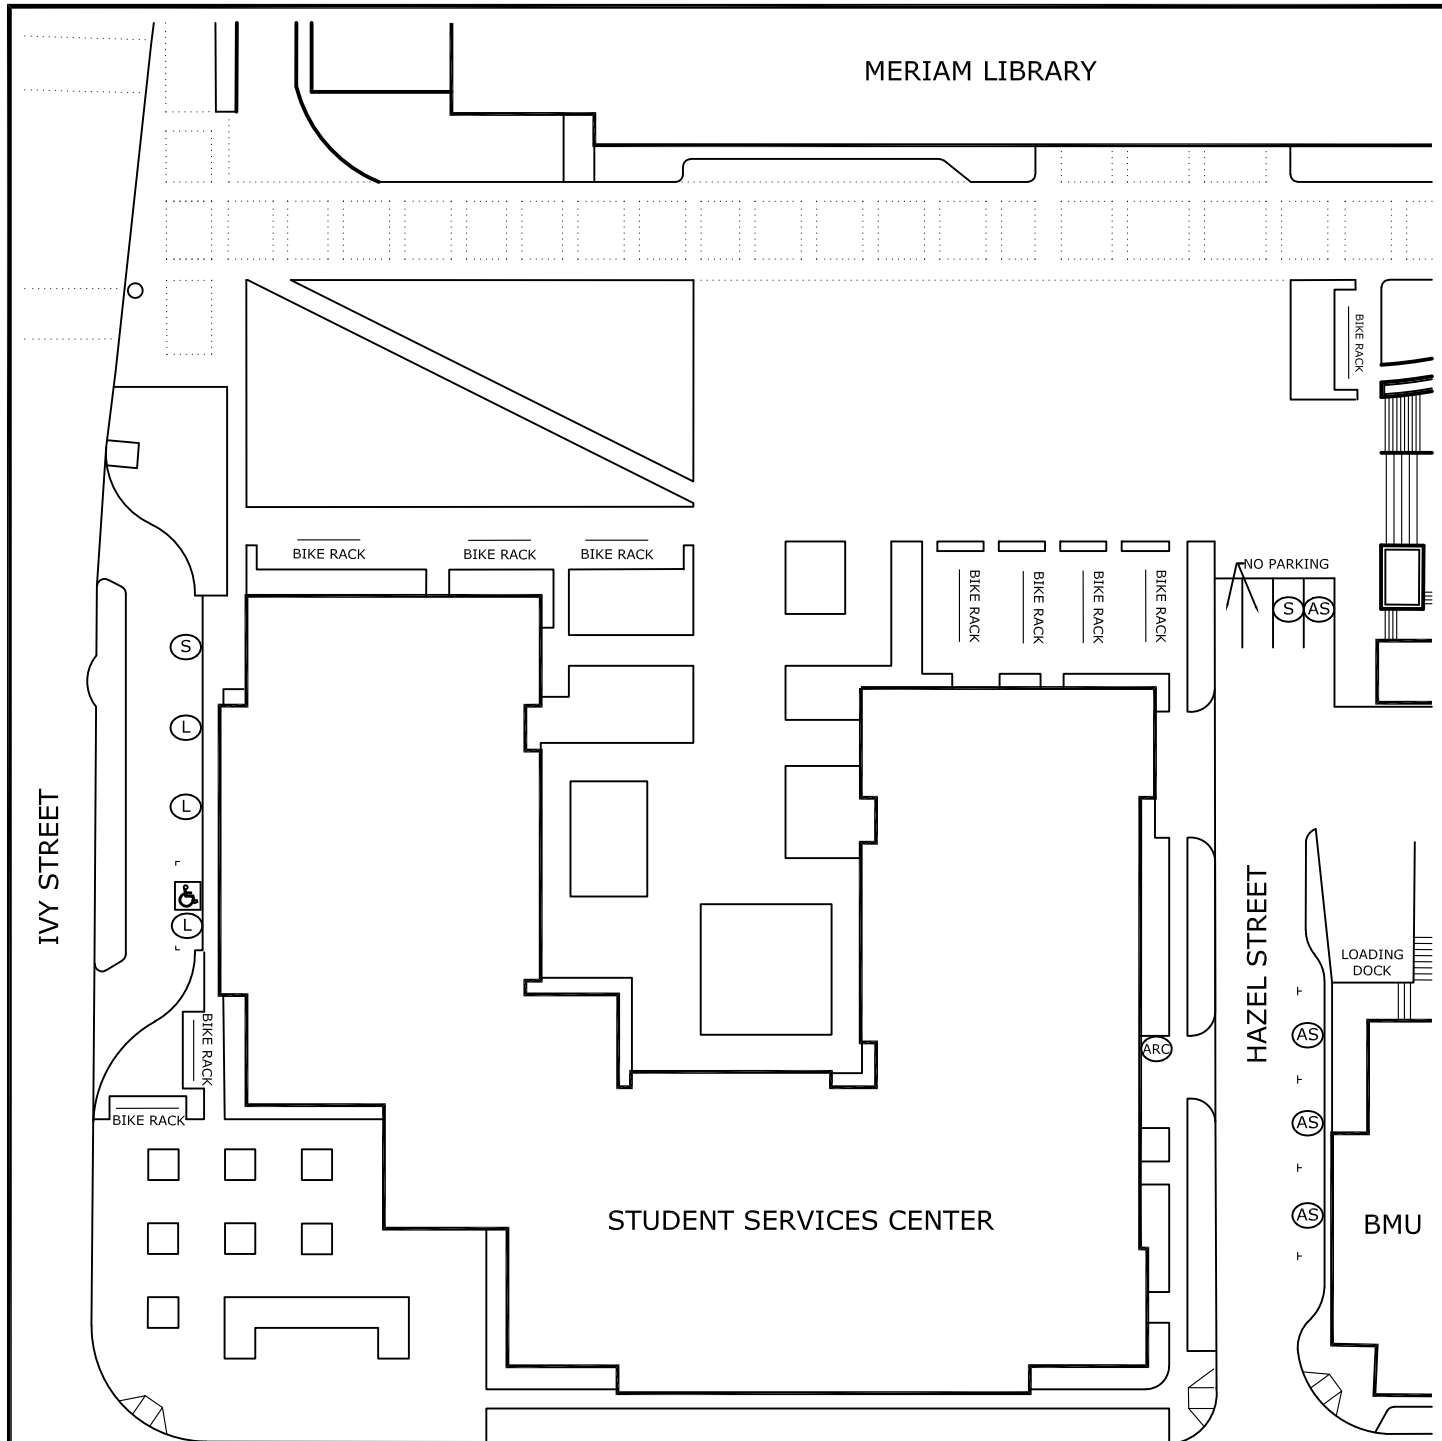 MERIAM LIBRARY
BIKE RACK
BIKE RACK
BIKE RACK
BIKE RACK
BIKE RACK
BIKE RACK
BIKE RACK
BIKE RACK
NO PARKING
S
AS
S
L
L
L
IVY STREET
HAZEL STREET
LOADING
DOCK
BIKE RACK
BIKE RACK
ARC
AS
AS
AS
STUDENT SERVICES CENTER
BMU